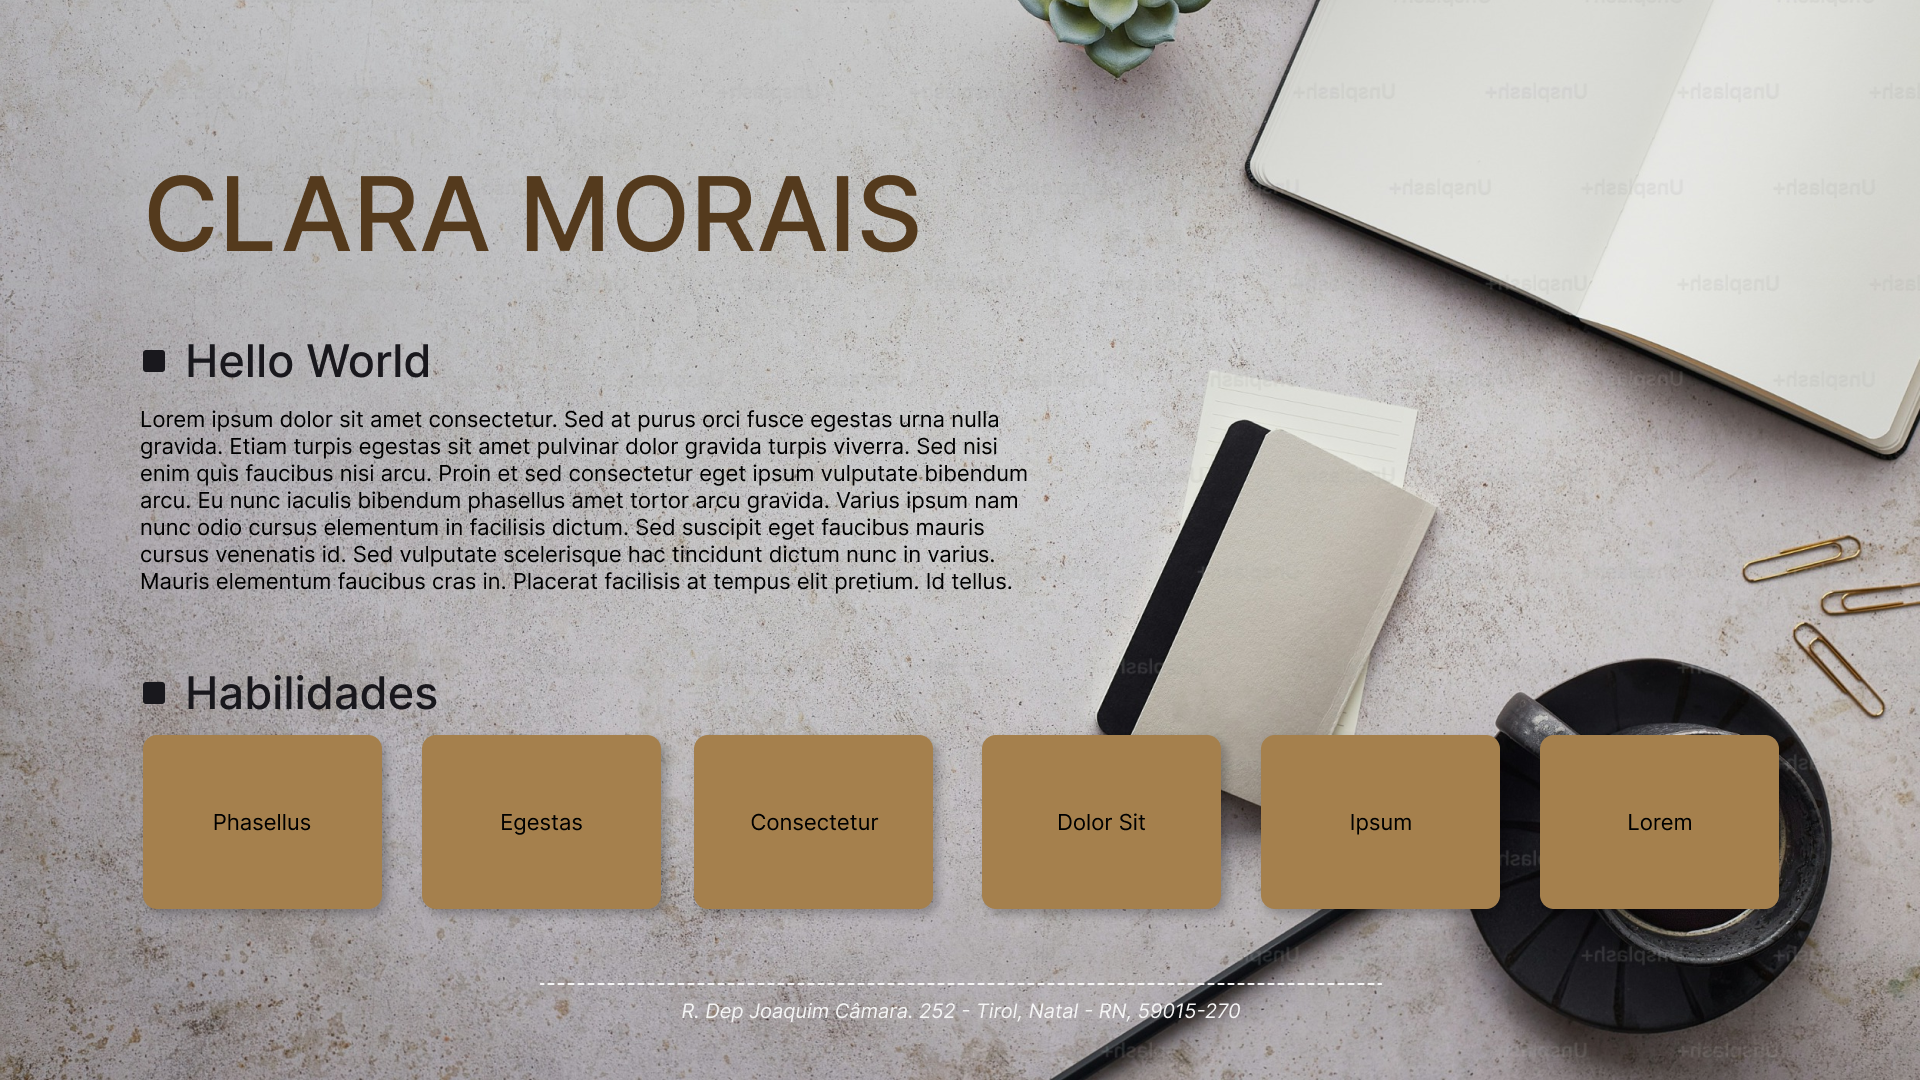 CLARA MORAIS
Hello World
Lorem ipsum dolor sit amet consectetur. Sed at purus orci fusce egestas urna nulla
gravida. Etiam turpis egestas sit amet pulvinar dolor gravida turpis viverra. Sed nisi
enim quis faucibus nisi arcu. Proin et sed consectetur eget ipsum vulputate bibendum
arcu. Eu nunc iaculis bibendum phasellus amet tortor arcu gravida. Varius ipsum nam
nunc odio cursus elementum in facilisis dictum. Sed suscipit eget faucibus mauris
cursus venenatis id. Sed vulputate scelerisque hac tincidunt dictum nunc in varius.
Mauris elementum faucibus cras in. Placerat facilisis at tempus elit pretium. Id tellus.
Habilidades
Phasellus
Egestas
Consectetur
Dolor Sit
Ipsum
Lorem
R. Dep Joaquim Câmara. 252 - Tirol, Natal - RN, 59015-270